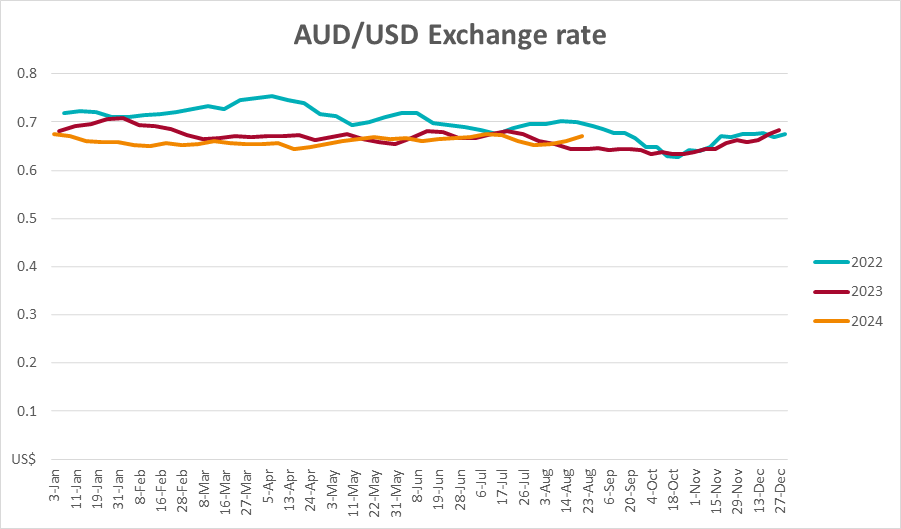 AUD/USD Exchange rate
0.8
0.7
0.6
0.5
0.4
0.3
0.2
0.1
US$
3-Jan
11-Jan
19-Jan
31-Jan
8-Feb
16-Feb
28-Feb
8-Mar
16-Mar
27-Mar
5-Apr
13-Apr
24-Apr
3-May
11-May
22-May
31-May
8-Jun
19-Jun
28-Jun
6-Jul
17-Jul
26-Jul
3-Aug
14-Aug
23-Aug
6-Sep
20-Sep
4-Oct
18-Oct
1-Nov
15-Nov
29-Nov
13-Dec
27-Dec
2022
2023
2024